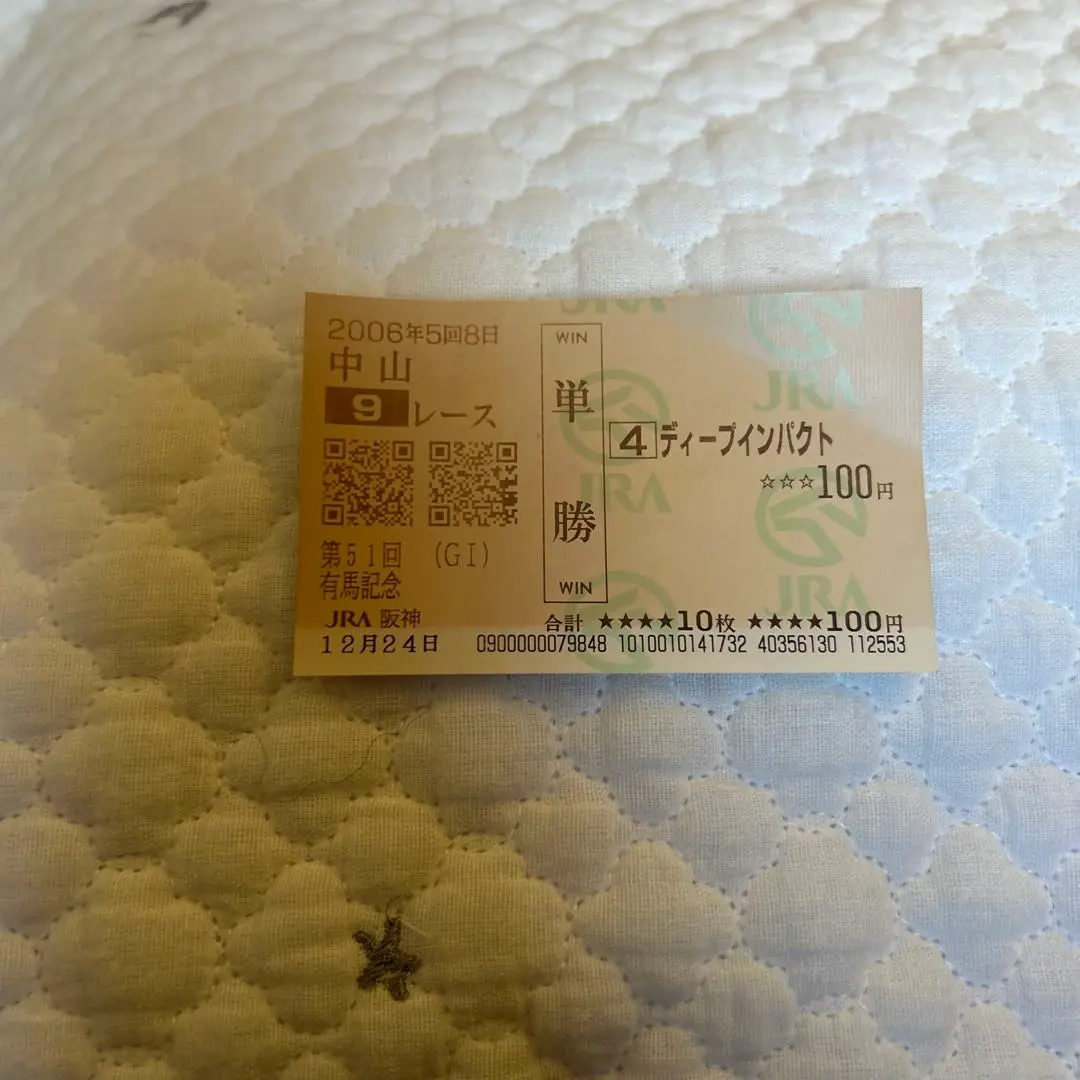 2006年5回8日
中山
9レース
第51回 (GI)
有馬記念
JRA 阪神
12月24日
WIN
単勝
WIN
4 ディープインパクト
☆☆☆100円
合計 ★★★★10枚 ★★★★100円
0900000079848 1010010141732 40356130 112553
JRA
JRA
JRA
JRA